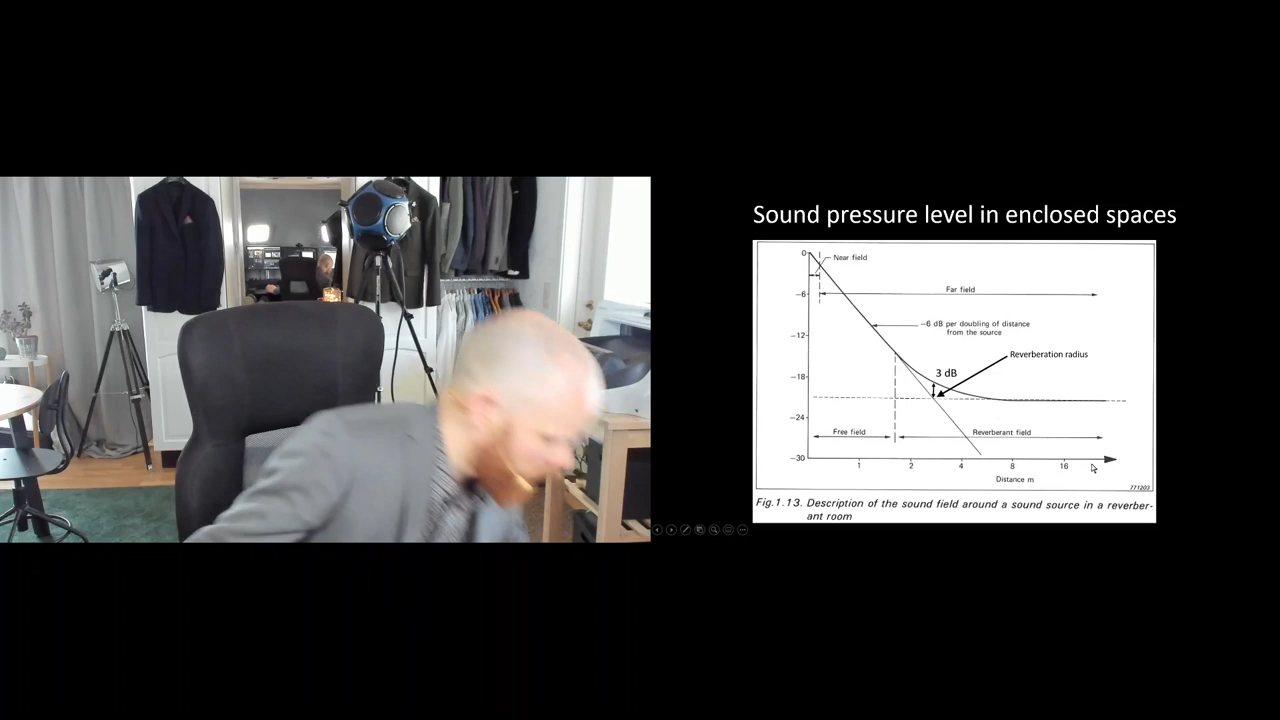 Sound pressure level in enclosed spaces
0
Near field
Far field
−6
−6 dB per doubling of distance
from the source
−12
Reverberation radius
3 dB
−18
−24
Free field
Reverberant field
−30
1 2 4 8 16
Distance m
771203
Fig.1.13. Description of the sound field around a sound source in a reverber-
ant room